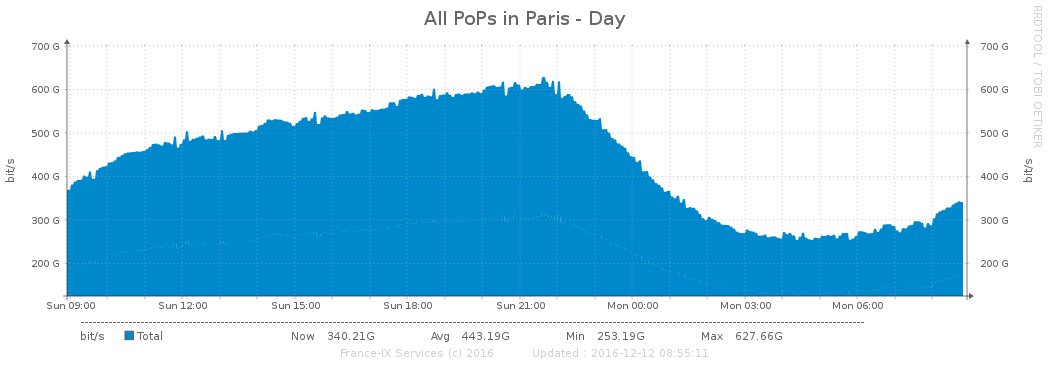 All PoPs in Paris - Day
RRDTOOL / TOBI OETIKER
bit/s
700 G
600 G
500 G
400 G
300 G
200 G
700 G
600 G
500 G
400 G
300 G
200 G
bit/s
Sun 09:00 Sun 12:00 Sun 15:00 Sun 18:00 Sun 21:00 Mon 00:00 Mon 03:00 Mon 06:00
bit/s Total Now 340.21G Avg 443.19G Min 253.19G Max 627.66G
France-IX Services (c) 2016 Updated : 2016-12-12 08:55:11